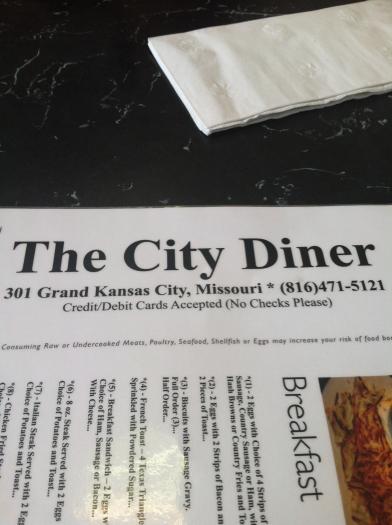 The City Diner
301 Grand Kansas City, Missouri * (816)471-5121
Credit/Debit Cards Accepted (No Checks Please)
Consuming Raw or Undercooked Meats, Poultry, Seafood, Shellfish or Eggs may increase your risk of food
Breakfast
*(1) - 2 Eggs with Choice of 4 Strips of
Sausage, Country Sausage or Ham, wit
Hash Browns or Country Fries and To
*(2) - 2 Eggs with 2 Strips of Bacon an
2 Pieces of Toast...
*(3) - Biscuits with Sausage Gravy.
Full Order (3)...
Half Order...
*(4) - French Toast – 4 Texas Triangle
Sprinkled with Powdered Sugar...
*(5) - Breakfast Sandwich – 2 Eggs w
Choice of Ham, Sausage or Bacon...
With Cheese...
*(6) - 8 oz. Steak Served with 2 Eggs
Choice of Potatoes and Toast...
*(7) - Italian Steak Served with 2 Eggs
Choice of Potatoes and Toast...
*(8) - Chicken Fried